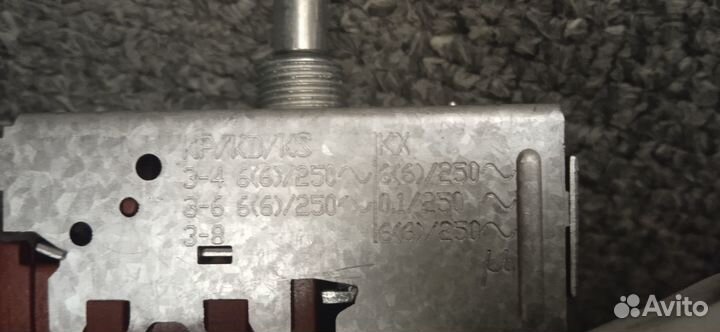 KP/KD/KS KX
3-4 6(6)/250~ 6(6)/250~
3-6 6(6)/250~ 0.1/250~
3-8 6(6)/250~
µ
Avito